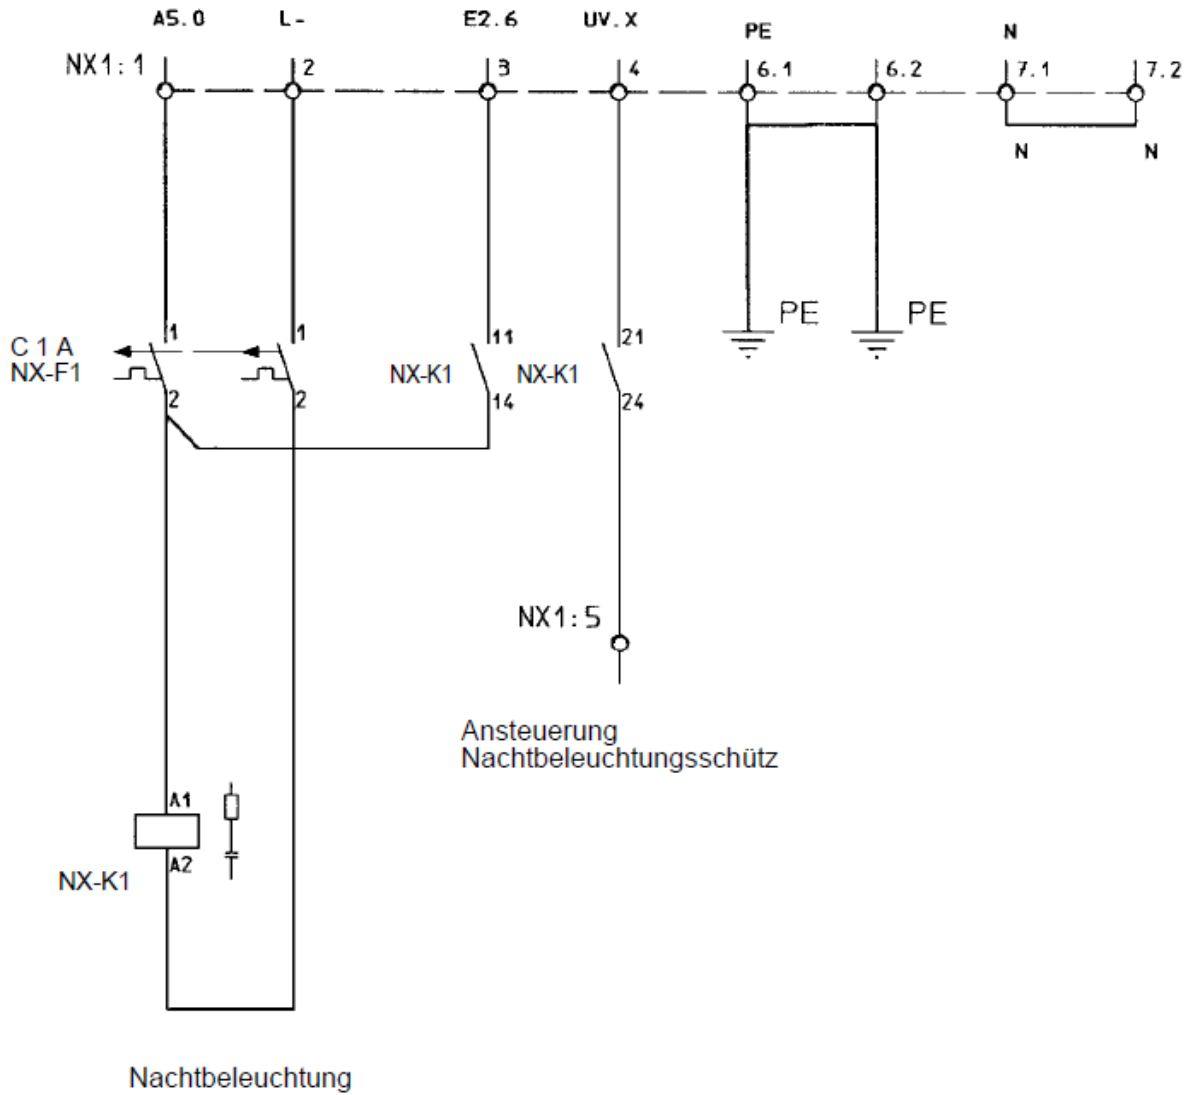 A5.0 L- E2.6 UV.X PE N
NX1:1 2 3 4 6.1 6.2 7.1 7.2
N N
PE PE
1 1 11 21
C 1 A
NX-F1 NX-K1 NX-K1
2 2 14 24
NX1:5
Ansteuerung
Nachtbeleuchtungsschütz
A1
A2
NX-K1
Nachtbeleuchtung